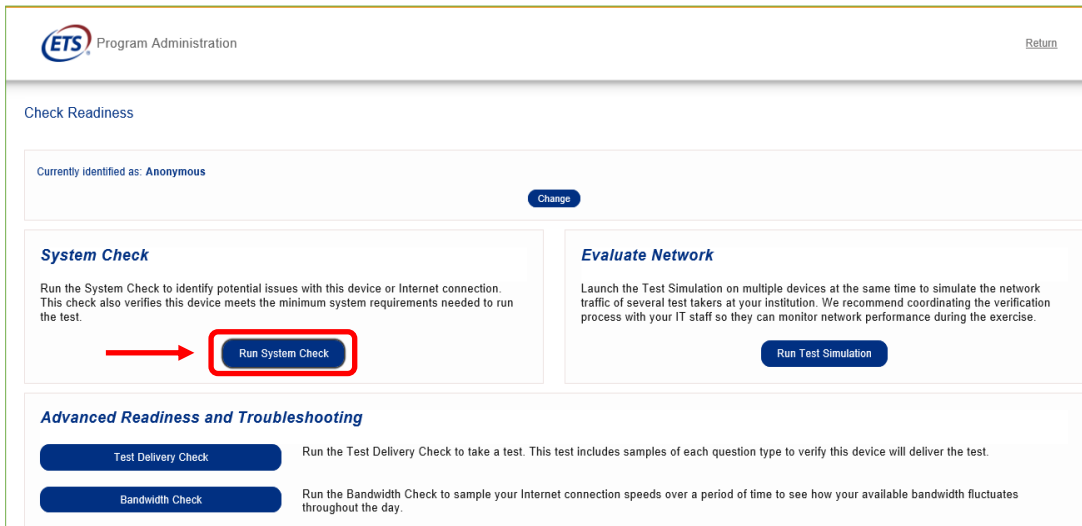 ETS Program Administration
Return
Check Readiness
Currently identified as: Anonymous
Change
System Check
Run the System Check to identify potential issues with this device or Internet connection.
This check also verifies this device meets the minimum system requirements needed to run
the test.
Run System Check
Evaluate Network
Launch the Test Simulation on multiple devices at the same time to simulate the network
traffic of several test takers at your institution. We recommend coordinating the verification
process with your IT staff so they can monitor network performance during the exercise.
Run Test Simulation
Advanced Readiness and Troubleshooting
Test Delivery Check
Run the Test Delivery Check to take a test. This test includes samples of each question type to verify this device will deliver the test.
Bandwidth Check
Run the Bandwidth Check to sample your Internet connection speeds over a period of time to see how your available bandwidth fluctuates
throughout the day.